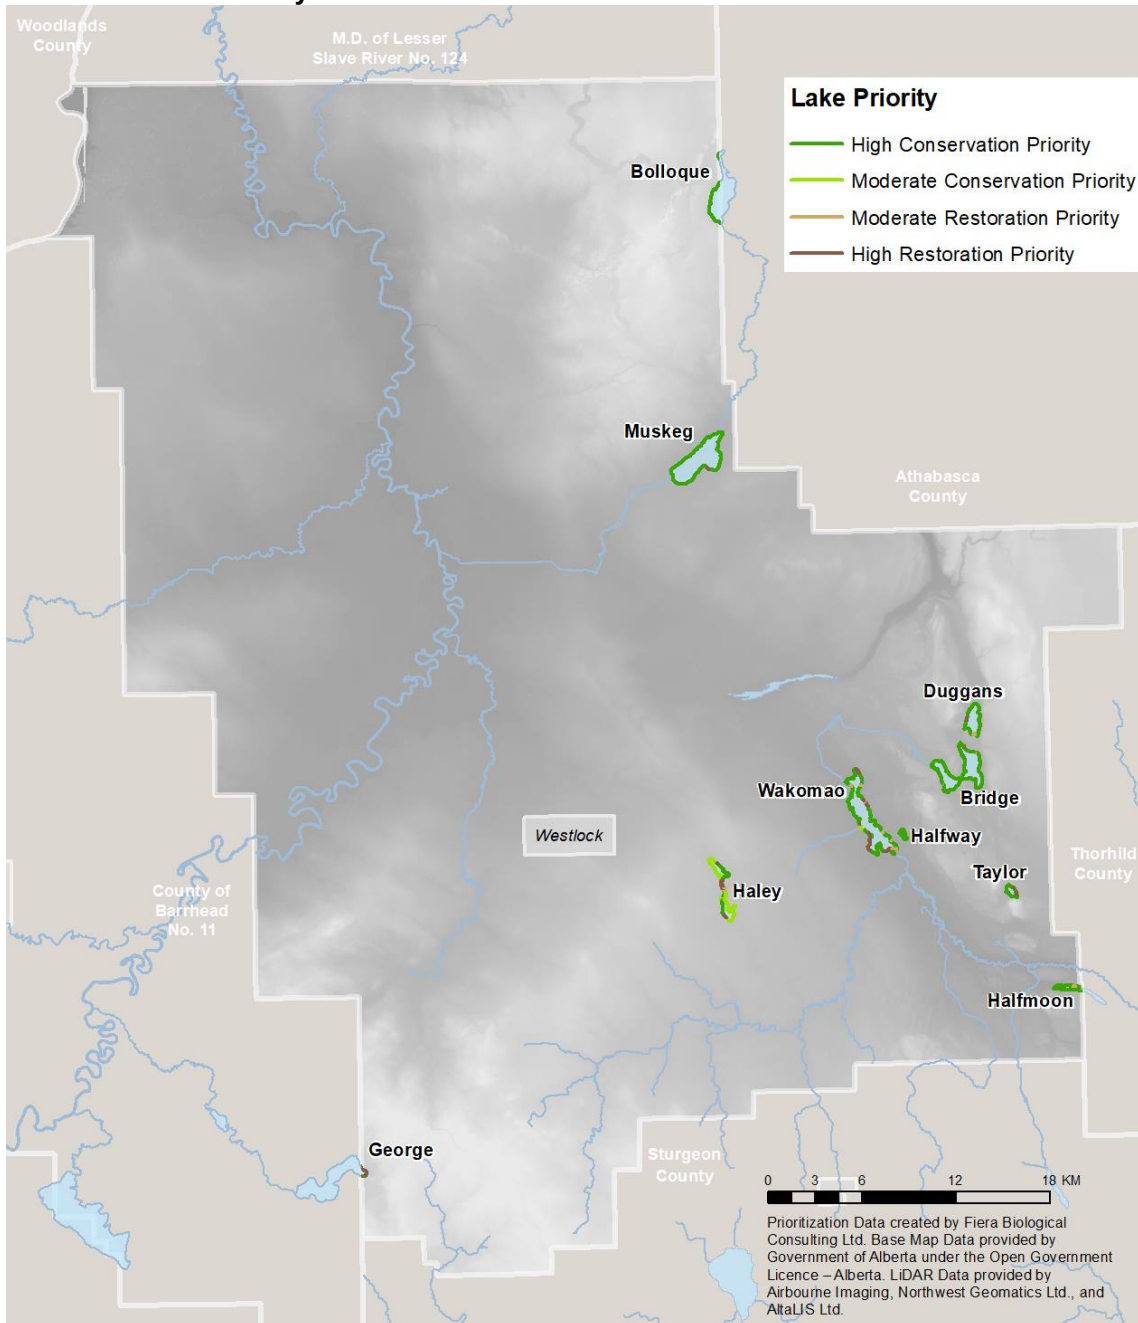 Woodlands
County
M.D. of Lesser
Slave River No. 124
Lake Priority
High Conservation Priority
Moderate Conservation Priority
Moderate Restoration Priority
High Restoration Priority
Bolloque
Muskeg
Athabasca
County
Duggans
Wakomao
Bridge
Westlock
Halfway
Haley
Taylor
Thorhild
County
County of
Barrhead
No. 11
Halfmoon
George
Sturgeon
County
0 3 6 12 18 KM
Prioritization Data created by Fiera Biological
Consulting Ltd. Base Map Data provided by
Government of Alberta under the Open Government
Licence – Alberta. LiDAR Data provided by
Airbourne Imaging, Northwest Geomatics Ltd., and
AltaLIS Ltd.